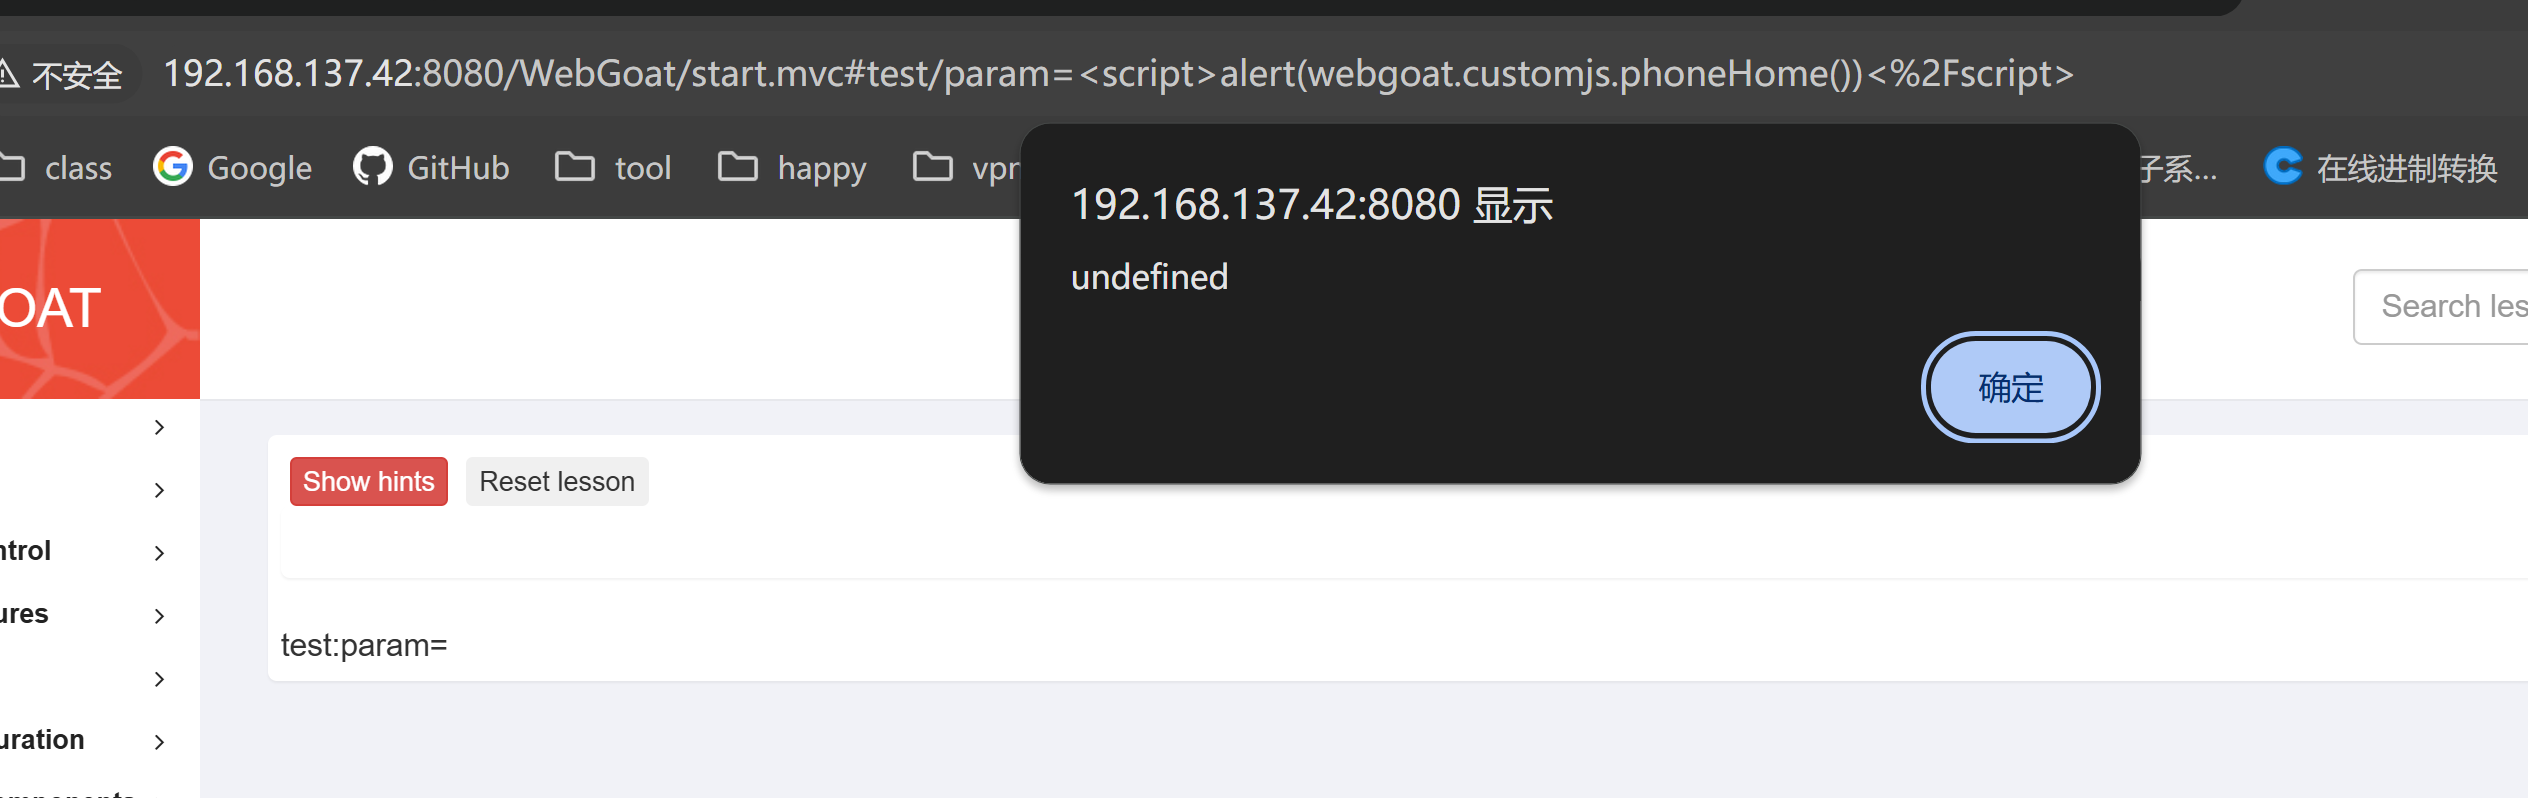 不安全 192.168.137.42:8080/WebGoat/start.mvc#test/param=<script>alert(webgoat.customjs.phoneHome())<%2Fscript>
class Google GitHub tool happy vpn 子系... 在线进制转换
192.168.137.42:8080 显示
undefined
确定
OAT
Search les
Show hints Reset lesson
ntrol
ures
test:param=
uration